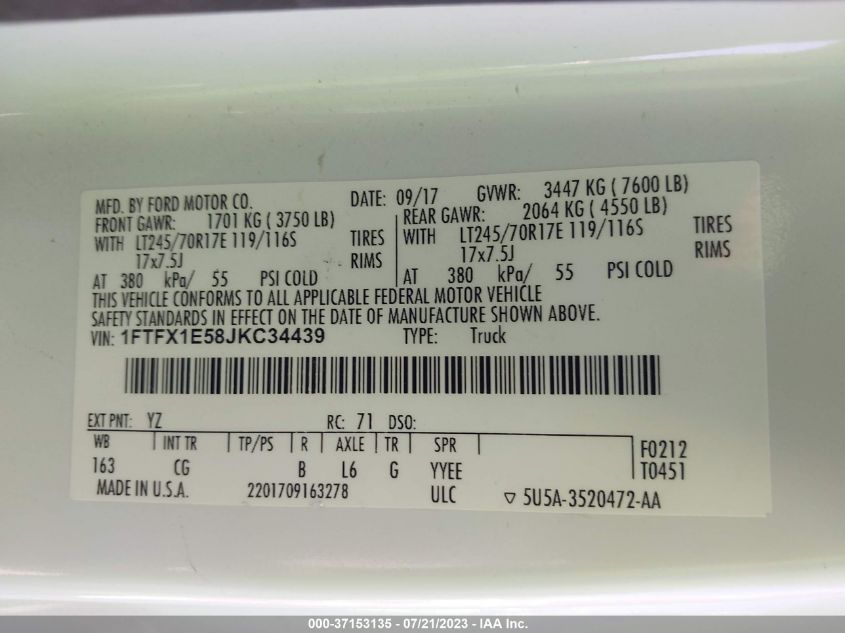 MFD. BY FORD MOTOR CO. DATE: 09/17 GVWR: 3447 KG ( 7600 LB)
FRONT GAWR: 1701 KG ( 3750 LB) REAR GAWR: 2064 KG ( 4550 LB)
WITH LT245/70R17E 119/116S TIRES WITH LT245/70R17E 119/116S TIRES
17x7.5J RIMS 17x7.5J RIMS
AT 380 kPa/ 55 PSI COLD AT 380 kPa/ 55 PSI COLD
THIS VEHICLE CONFORMS TO ALL APPLICABLE FEDERAL MOTOR VEHICLE
SAFETY STANDARDS IN EFFECT ON THE DATE OF MANUFACTURE SHOWN ABOVE.
VIN: 1FTFX1E58JKC34439 TYPE: Truck
EXT PNT: YZ RC: 71 DSO:
WB INT TR TP/PS R AXLE TR SPR F0212
163 CG B L6 G YYEE T0451
MADE IN U.S.A. 2201709163278 ULC ▽ 5U5A-3520472-AA
000-37153135 - 07/21/2023 - IAA Inc.